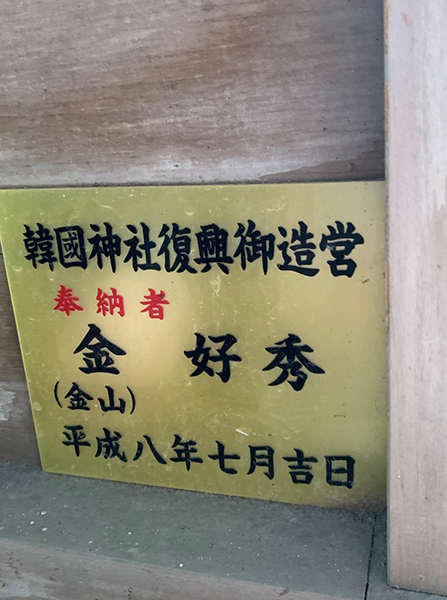 韓國神社復興御造営
奉納者
金 好秀
(金山)
平成八年七月吉日